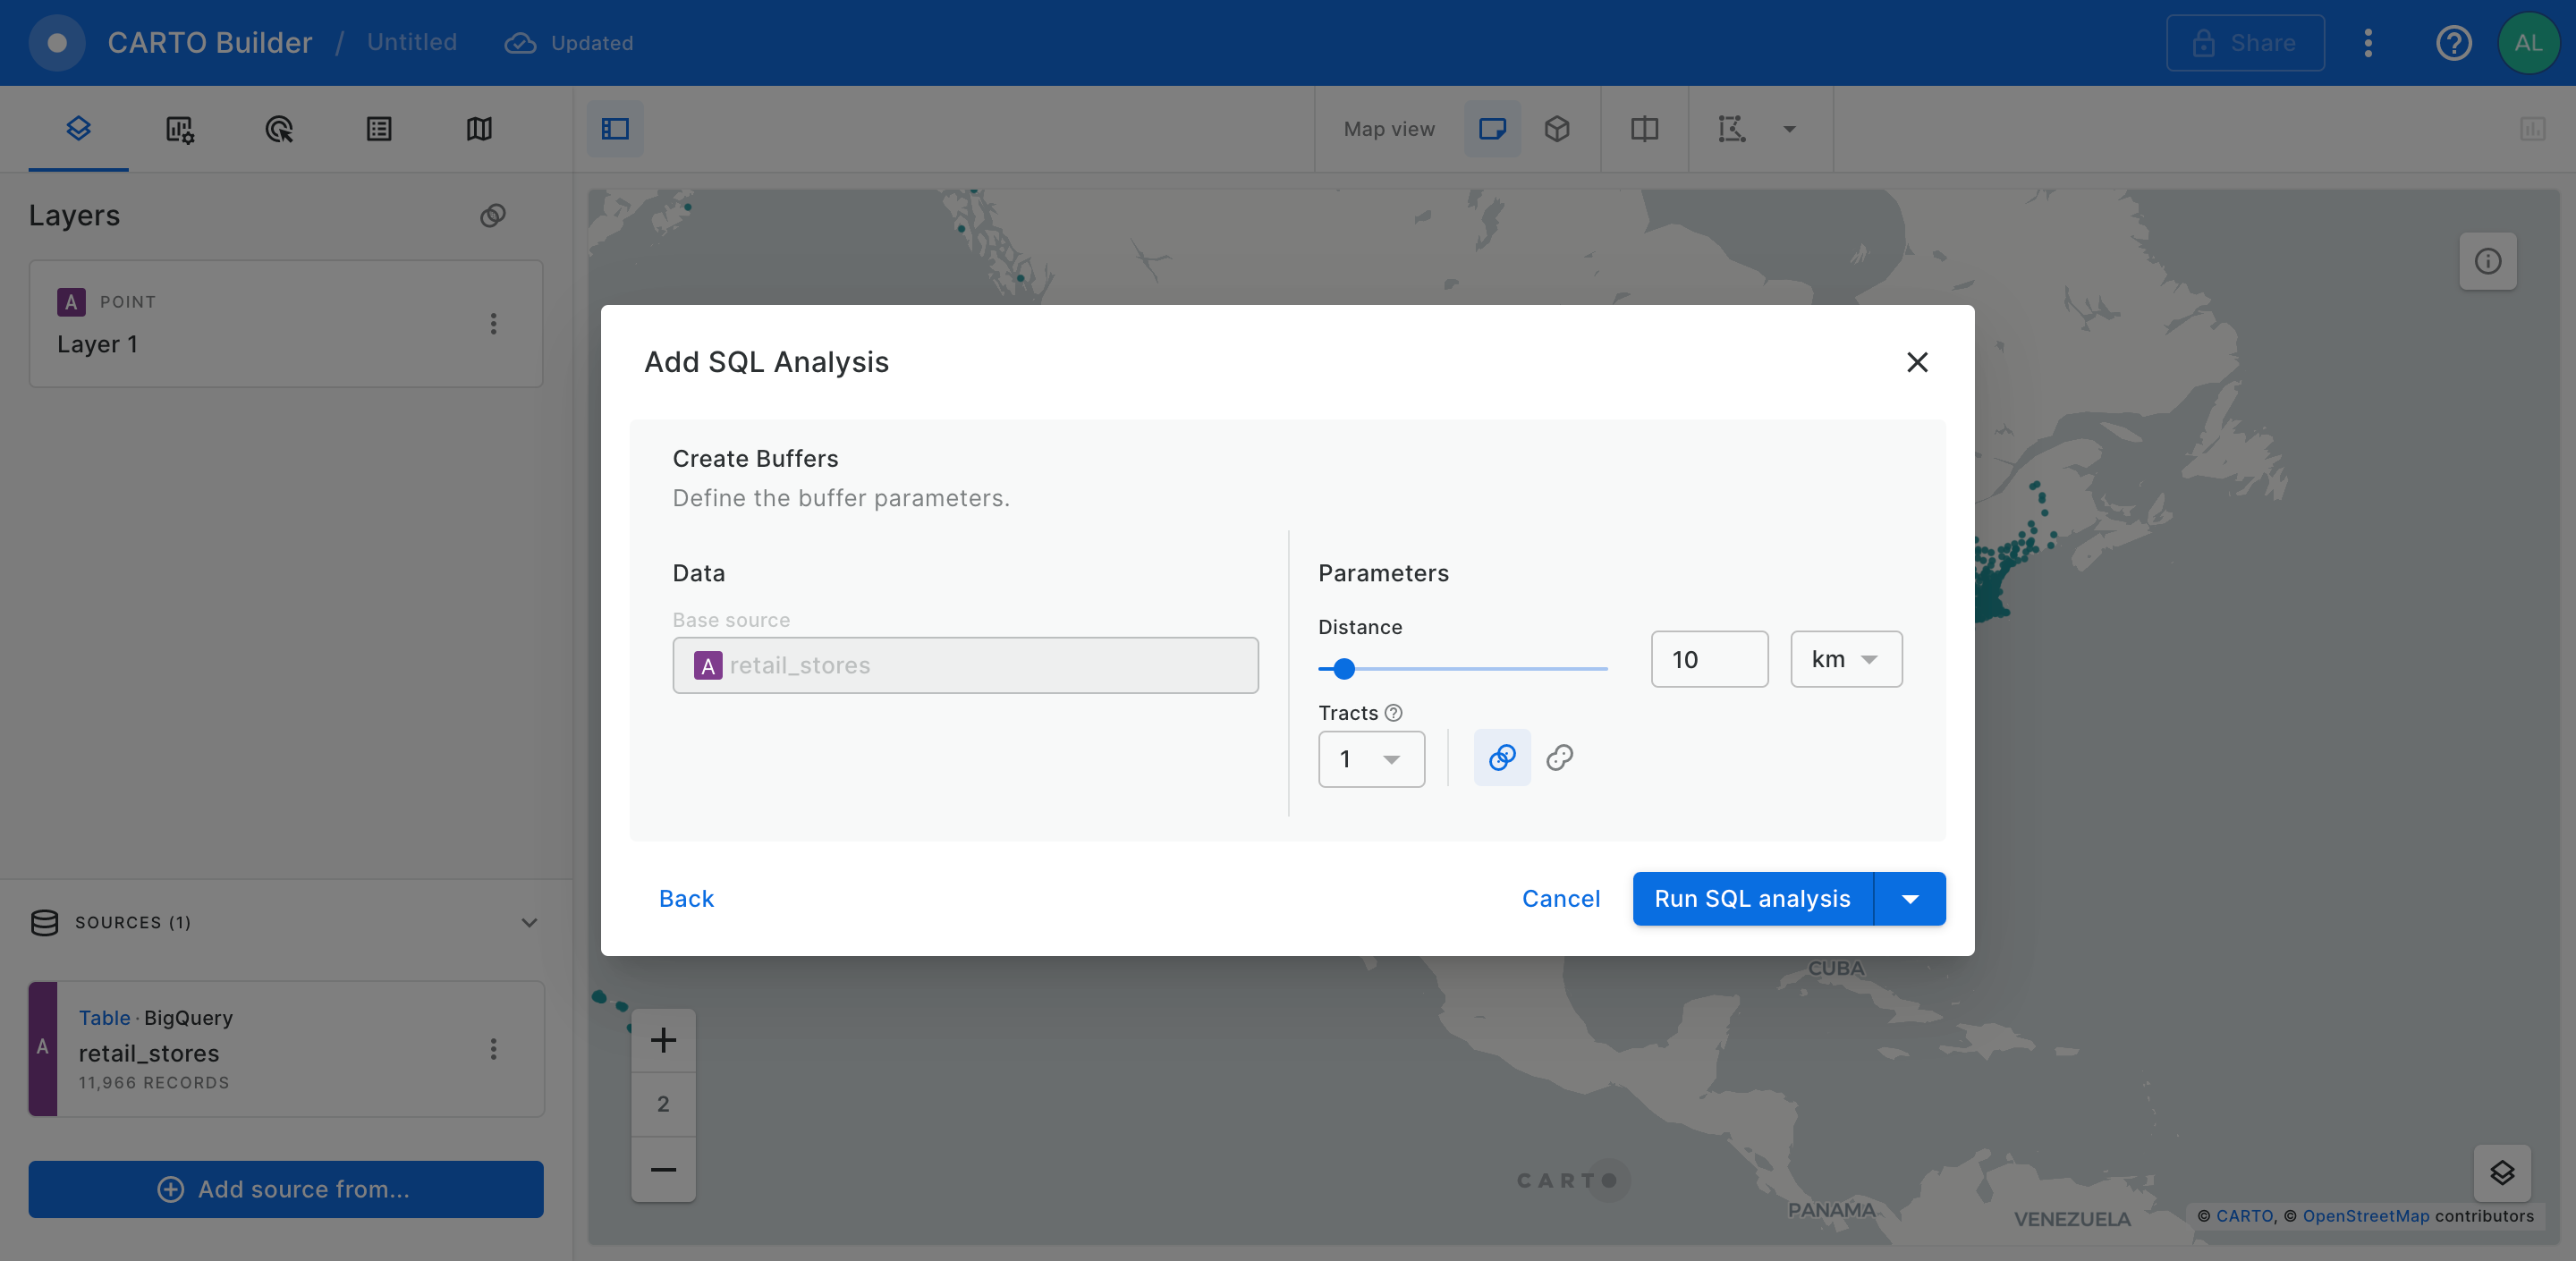 CARTO Builder / Untitled Updated
Share
AL
Map view
Layers
A POINT
Layer 1
Add SQL Analysis
Create Buffers
Define the buffer parameters.
Data
Base source
A retail_stores
Parameters
Distance
10
km
Tracts
1
Back
Cancel
Run SQL analysis
SOURCES (1)
A
Table · BigQuery
retail_stores
11,966 RECORDS
Add source from...
2
CUBA
CARTO
PANAMA
VENEZUELA
© CARTO, © OpenStreetMap contributors